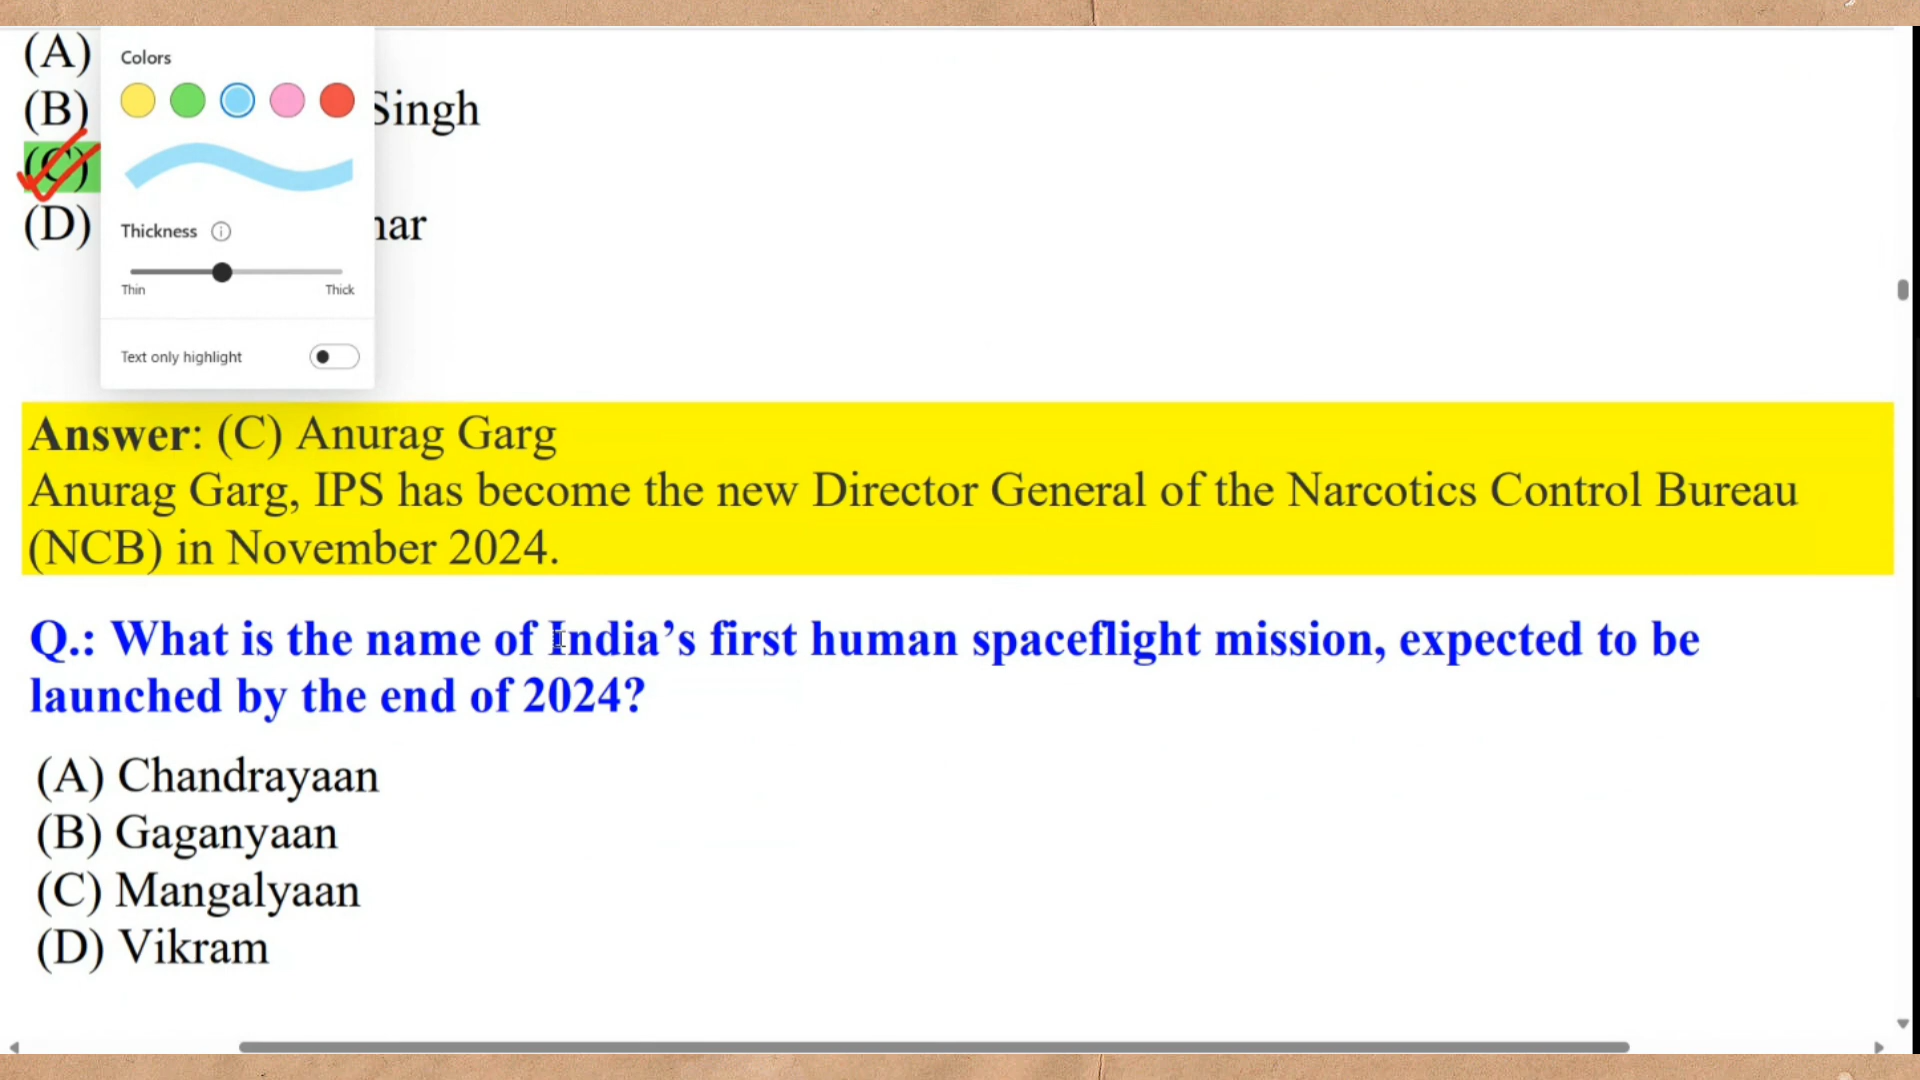 (A)
Colors
(B)
Singh
(C)
(D)
Thickness
Thin
Thick
Text only highlight
Answer: (C) Anurag Garg
Anurag Garg, IPS has become the new Director General of the Narcotics Control Bureau
(NCB) in November 2024.
Q.: What is the name of India’s first human spaceflight mission, expected to be
launched by the end of 2024?
(A) Chandrayaan
(B) Gaganyaan
(C) Mangalyaan
(D) Vikram